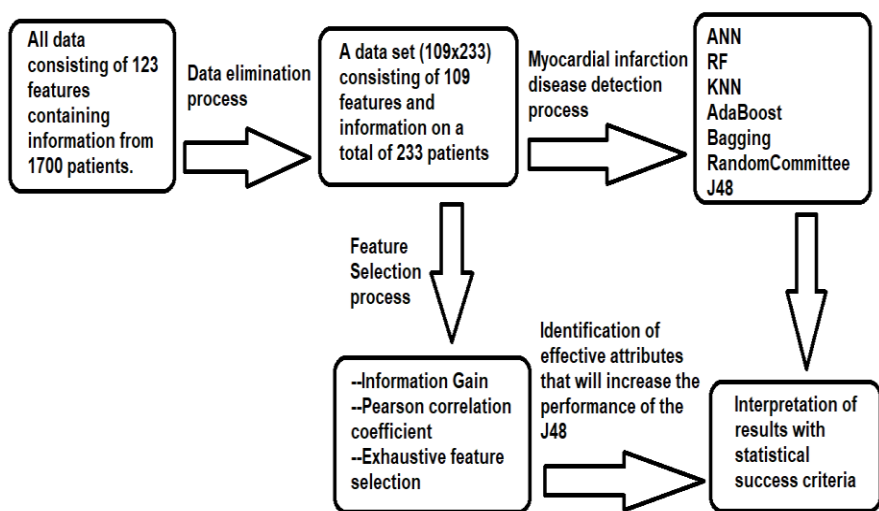 All data
consisting of 123
features
containing
information from
1700 patients.
Data elimination
process
A data set (109x233)
consisting of 109
features and
information on a
total of 233 patients
Myocardial infarction
disease detection
process
ANN
RF
KNN
AdaBoost
Bagging
RandomCommittee
J48
Feature
Selection
process
--Information Gain
--Pearson correlation
coefficient
--Exhaustive feature
selection
Identification of
effective attributes
that will increase the
performance of the
J48
Interpretation of
results with
statistical
success criteria